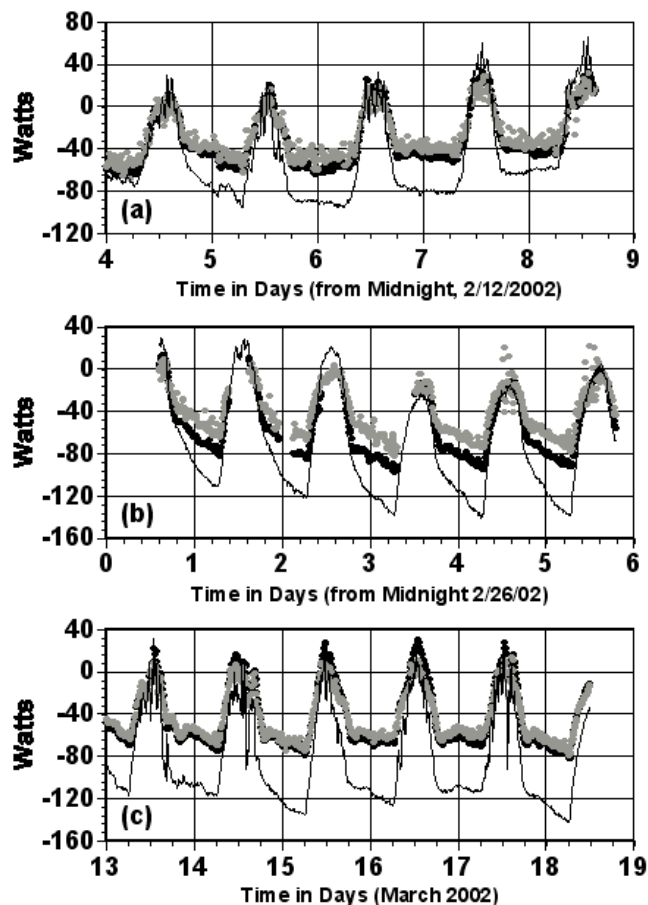 80
40
0
-40
-80
-120
Watts
(a)
4 5 6 7 8 9
Time in Days (from Midnight, 2/12/2002)
40
0
-40
-80
-120
-160
Watts
(b)
0 1 2 3 4 5 6
Time in Days (from Midnight 2/26/02)
40
0
-40
-80
-120
-160
Watts
(c)
13 14 15 16 17 18 19
Time in Days (March 2002)